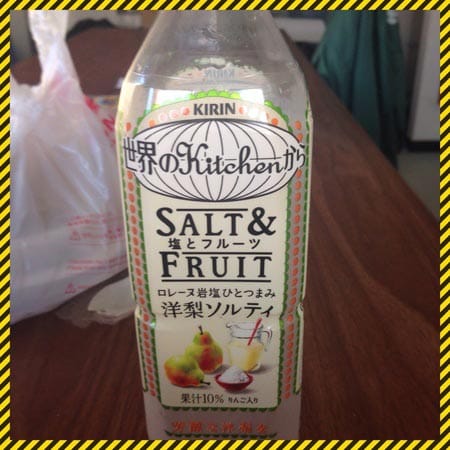 KIRIN
世界のKitchenから
SALT&
塩とフルーツ
FRUIT
ロレーヌ岩塩ひとつまみ
洋梨ソルティ
果汁10% りんご入り